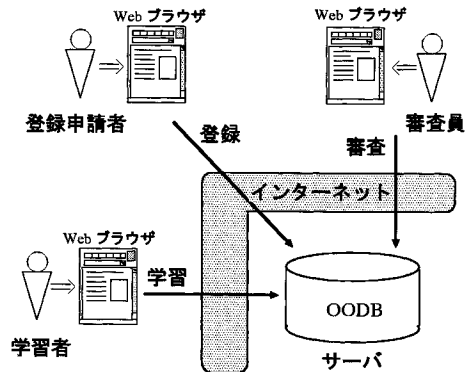 Web ブラウザ
Web ブラウザ
登録申請者
審査員
登録
審査
インターネット
Web ブラウザ
学習
学習者
OODB
サーバ